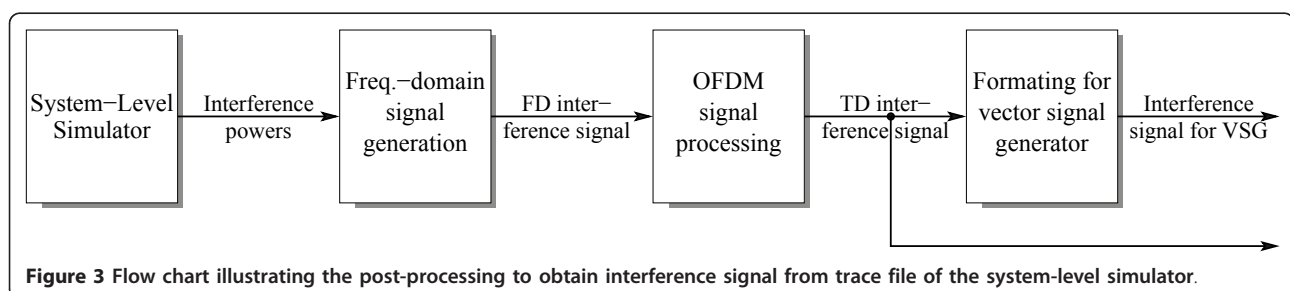 System−Level
Simulator
Interference
powers
Freq.−domain
signal
generation
FD inter−
ference signal
OFDM
signal
processing
TD inter−
ference signal
Formating for
vector signal
generator
Interference
signal for VSG
Figure 3 Flow chart illustrating the post-processing to obtain interference signal from trace file of the system-level simulator.